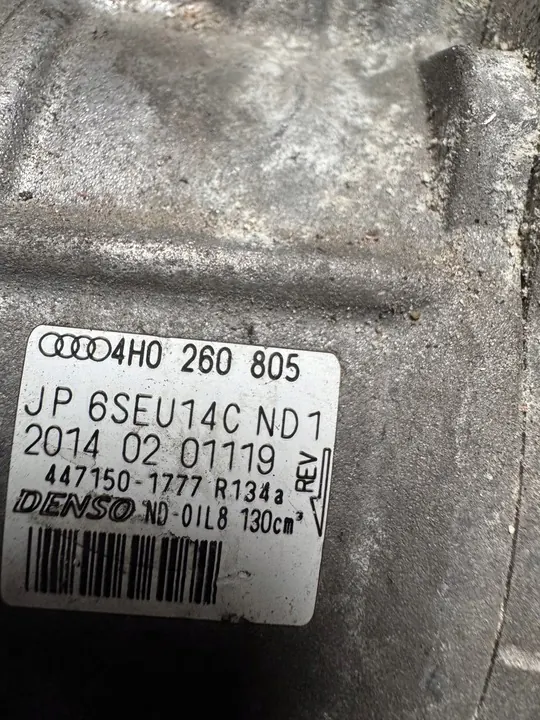 4H0 260 805
JP 6SEU14C ND1
2014 02 01119
447150-1777 R134a
REV
DENSO ND-OIL8 130cm³